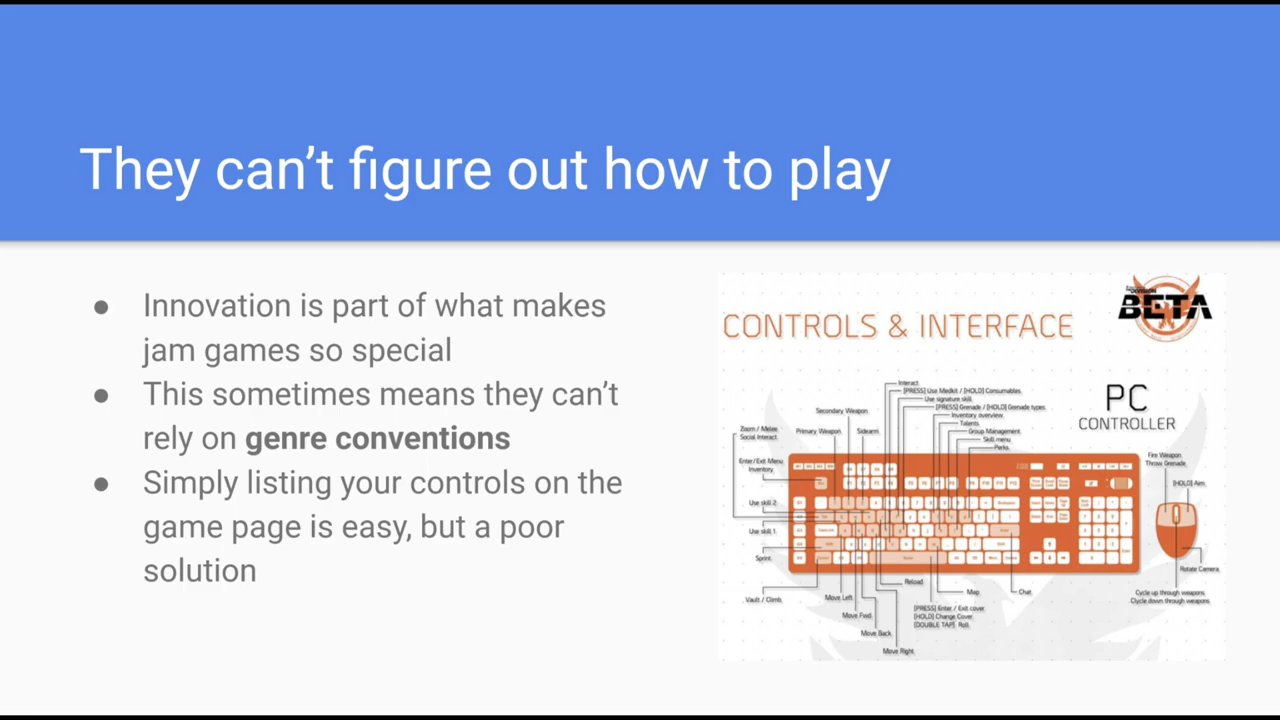 They can’t figure out how to play
● Innovation is part of what makes
jam games so special
● This sometimes means they can’t
rely on genre conventions
● Simply listing your controls on the
game page is easy, but a poor
solution
BETA
CONTROLS & INTERFACE
PC
CONTROLLER
Interact
[PRESS] Use Medkit / [HOLD] Consumables
Use signature skill
[PRESS] Grenade / [HOLD] Grenade types
Inventory overview
Talents
Group Management
Skill menu
Perks
Secondary Weapon
Primary Weapon
Sidearm
Zoom / Melee
Social Interact
Enter/Exit Menu
Inventory
Use skill 2
Use skill 1
Sprint
Vault / Climb
Move Left
Move Fwd
Move Back
Move Right
Reload
[PRESS] Enter / Exit cover
[HOLD] Change Cover
[DOUBLE TAP] Roll
Map
Chat
Fire Weapon
Throw Grenade
[HOLD] Aim
Rotate Camera
Cycle up through weapons
Cycle down through weapons